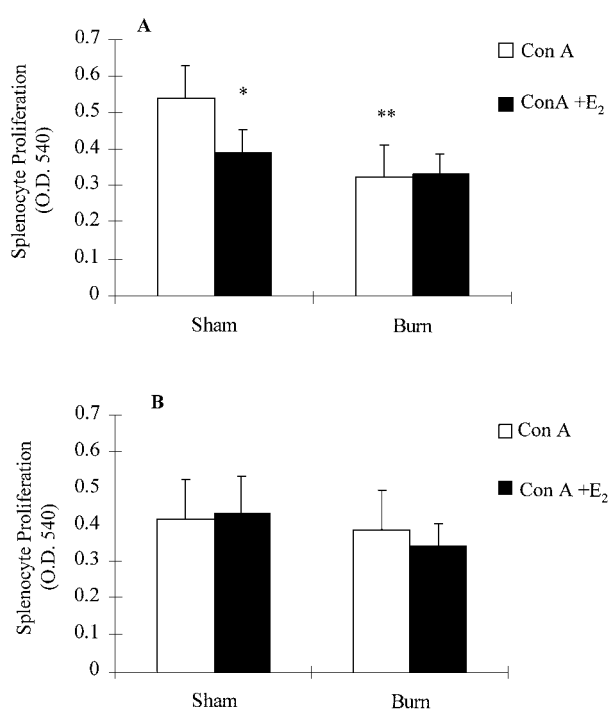 A
Splenocyte Proliferation
(O.D. 540)
0.7
0.6
0.5
0.4
0.3
0.2
0.1
0
*
**
Con A
ConA +E₂
Sham
Burn
B
Splenocyte Proliferation
(O.D. 540)
0.7
0.6
0.5
0.4
0.3
0.2
0.1
0
Con A
Con A +E₂
Sham
Burn